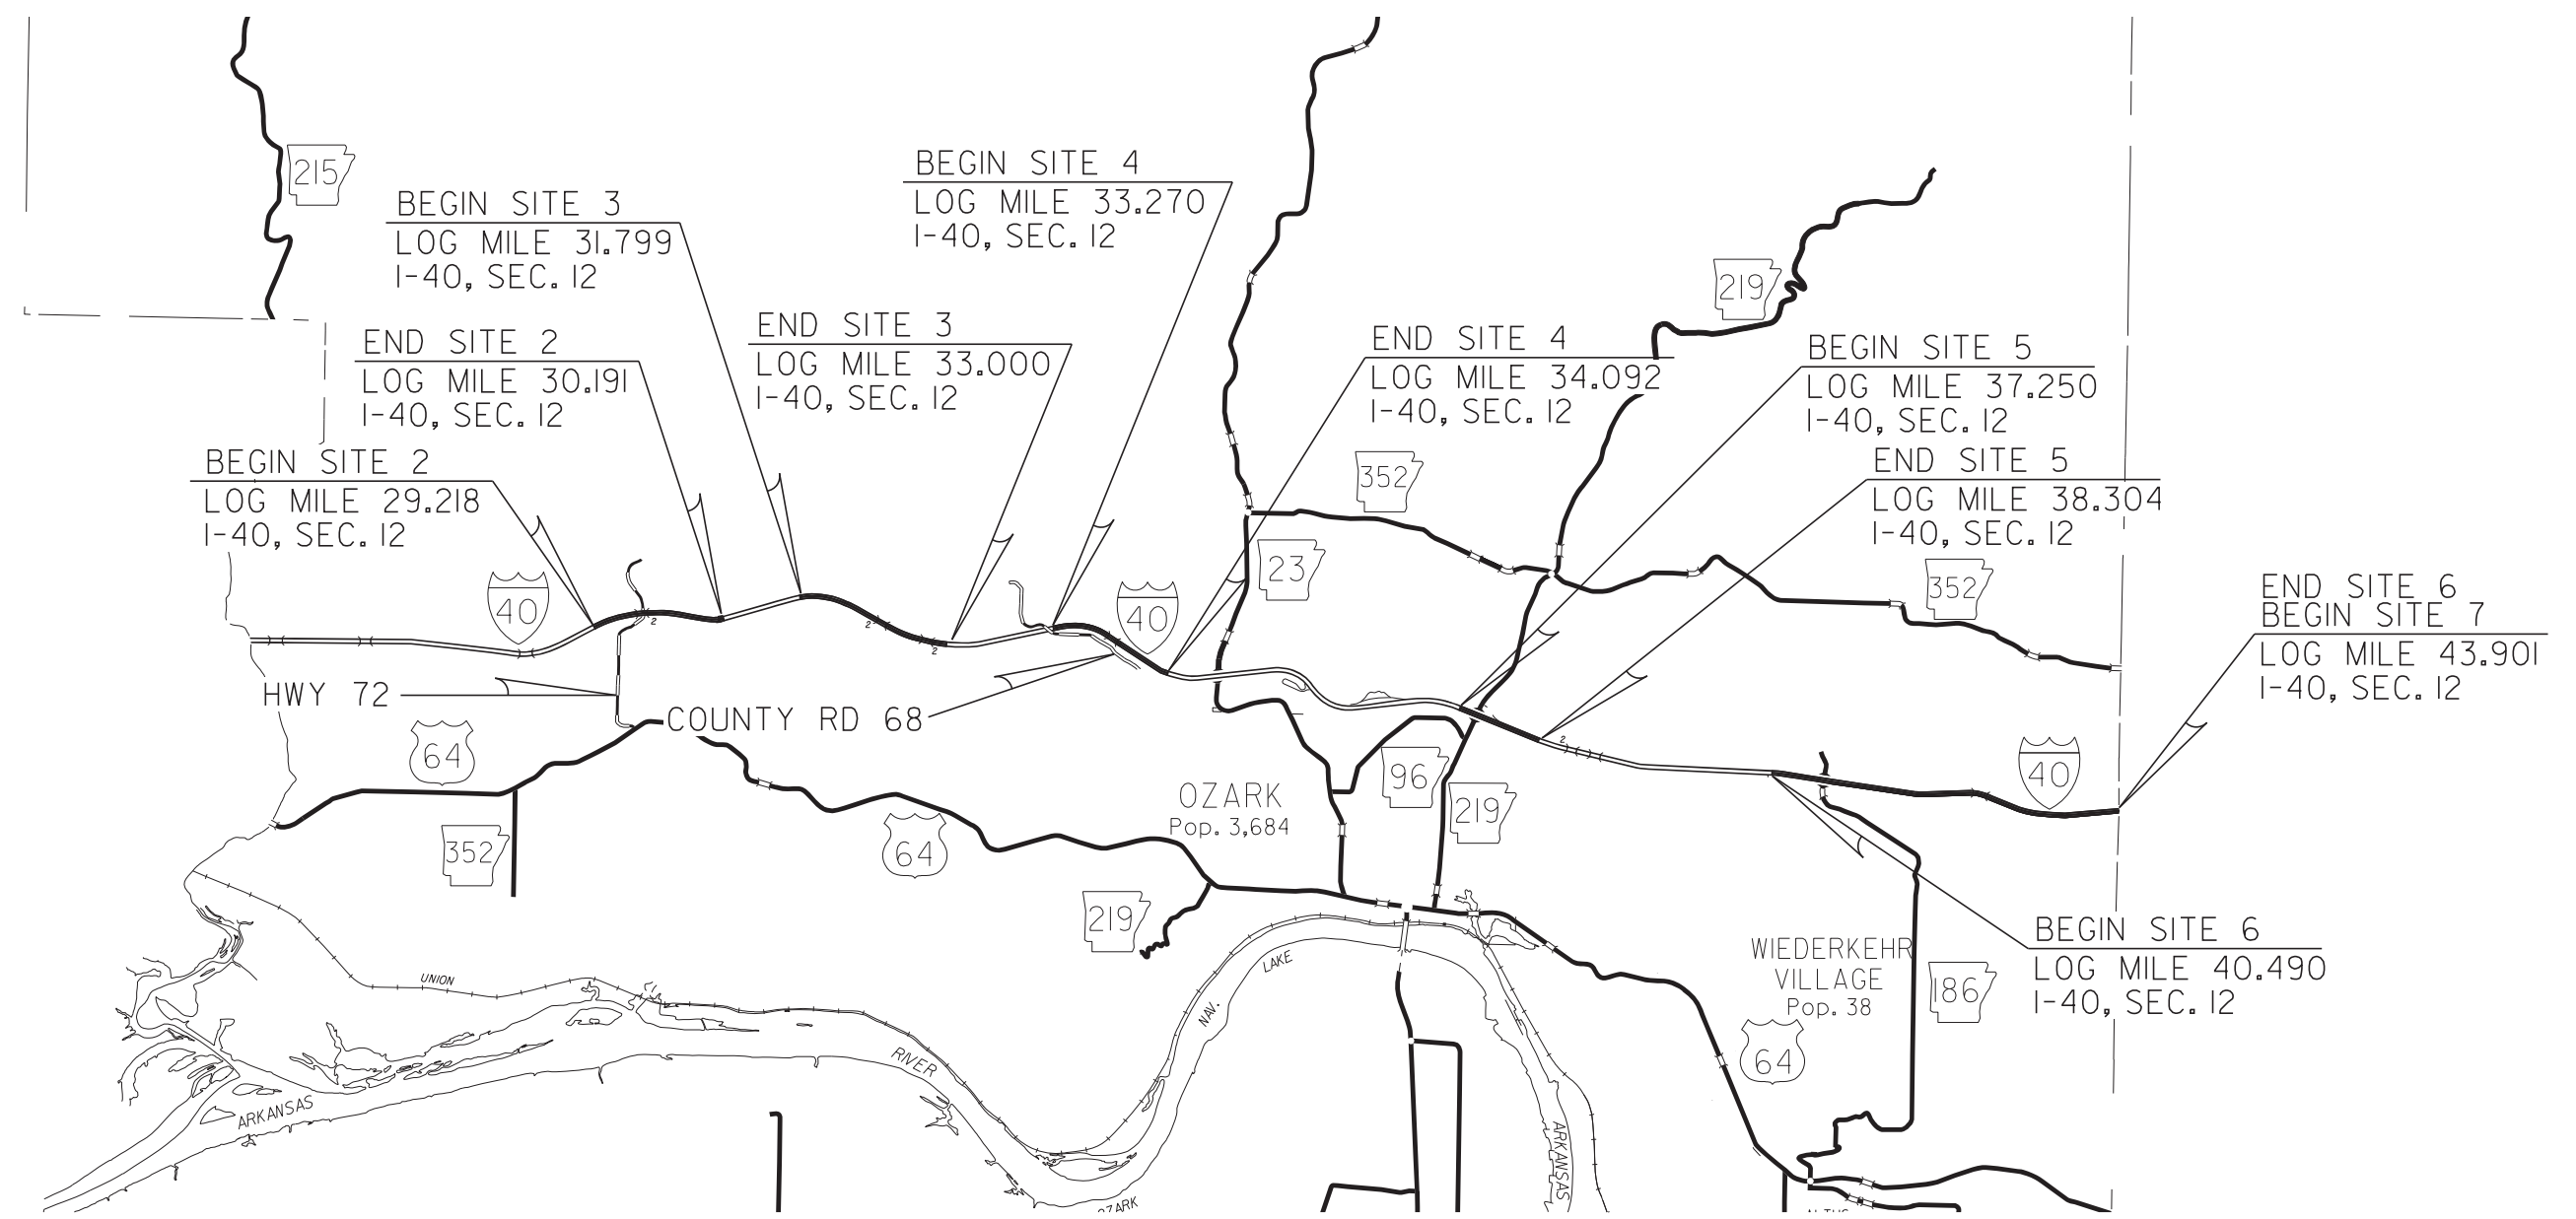 215
BEGIN SITE 3
LOG MILE 31.799
I-40, SEC. 12
BEGIN SITE 4
LOG MILE 33.270
I-40, SEC. 12
219
END SITE 2
LOG MILE 30.191
I-40, SEC. 12
END SITE 3
LOG MILE 33.000
I-40, SEC. 12
END SITE 4
LOG MILE 34.092
I-40, SEC. 12
BEGIN SITE 5
LOG MILE 37.250
I-40, SEC. 12
BEGIN SITE 2
LOG MILE 29.218
I-40, SEC. 12
352
END SITE 5
LOG MILE 38.304
I-40, SEC. 12
40
2
2
2
40
23
352
END SITE 6
BEGIN SITE 7
LOG MILE 43.901
I-40, SEC. 12
HWY 72
COUNTY RD 68
64
2
40
OZARK
Pop. 3,684
96
219
352
64
219
WIEDERKEHR
VILLAGE
Pop. 38
186
BEGIN SITE 6
LOG MILE 40.490
I-40, SEC. 12
UNION
LAKE
NAV.
64
RIVER
ARKANSAS
ARKANSAS
OZARK